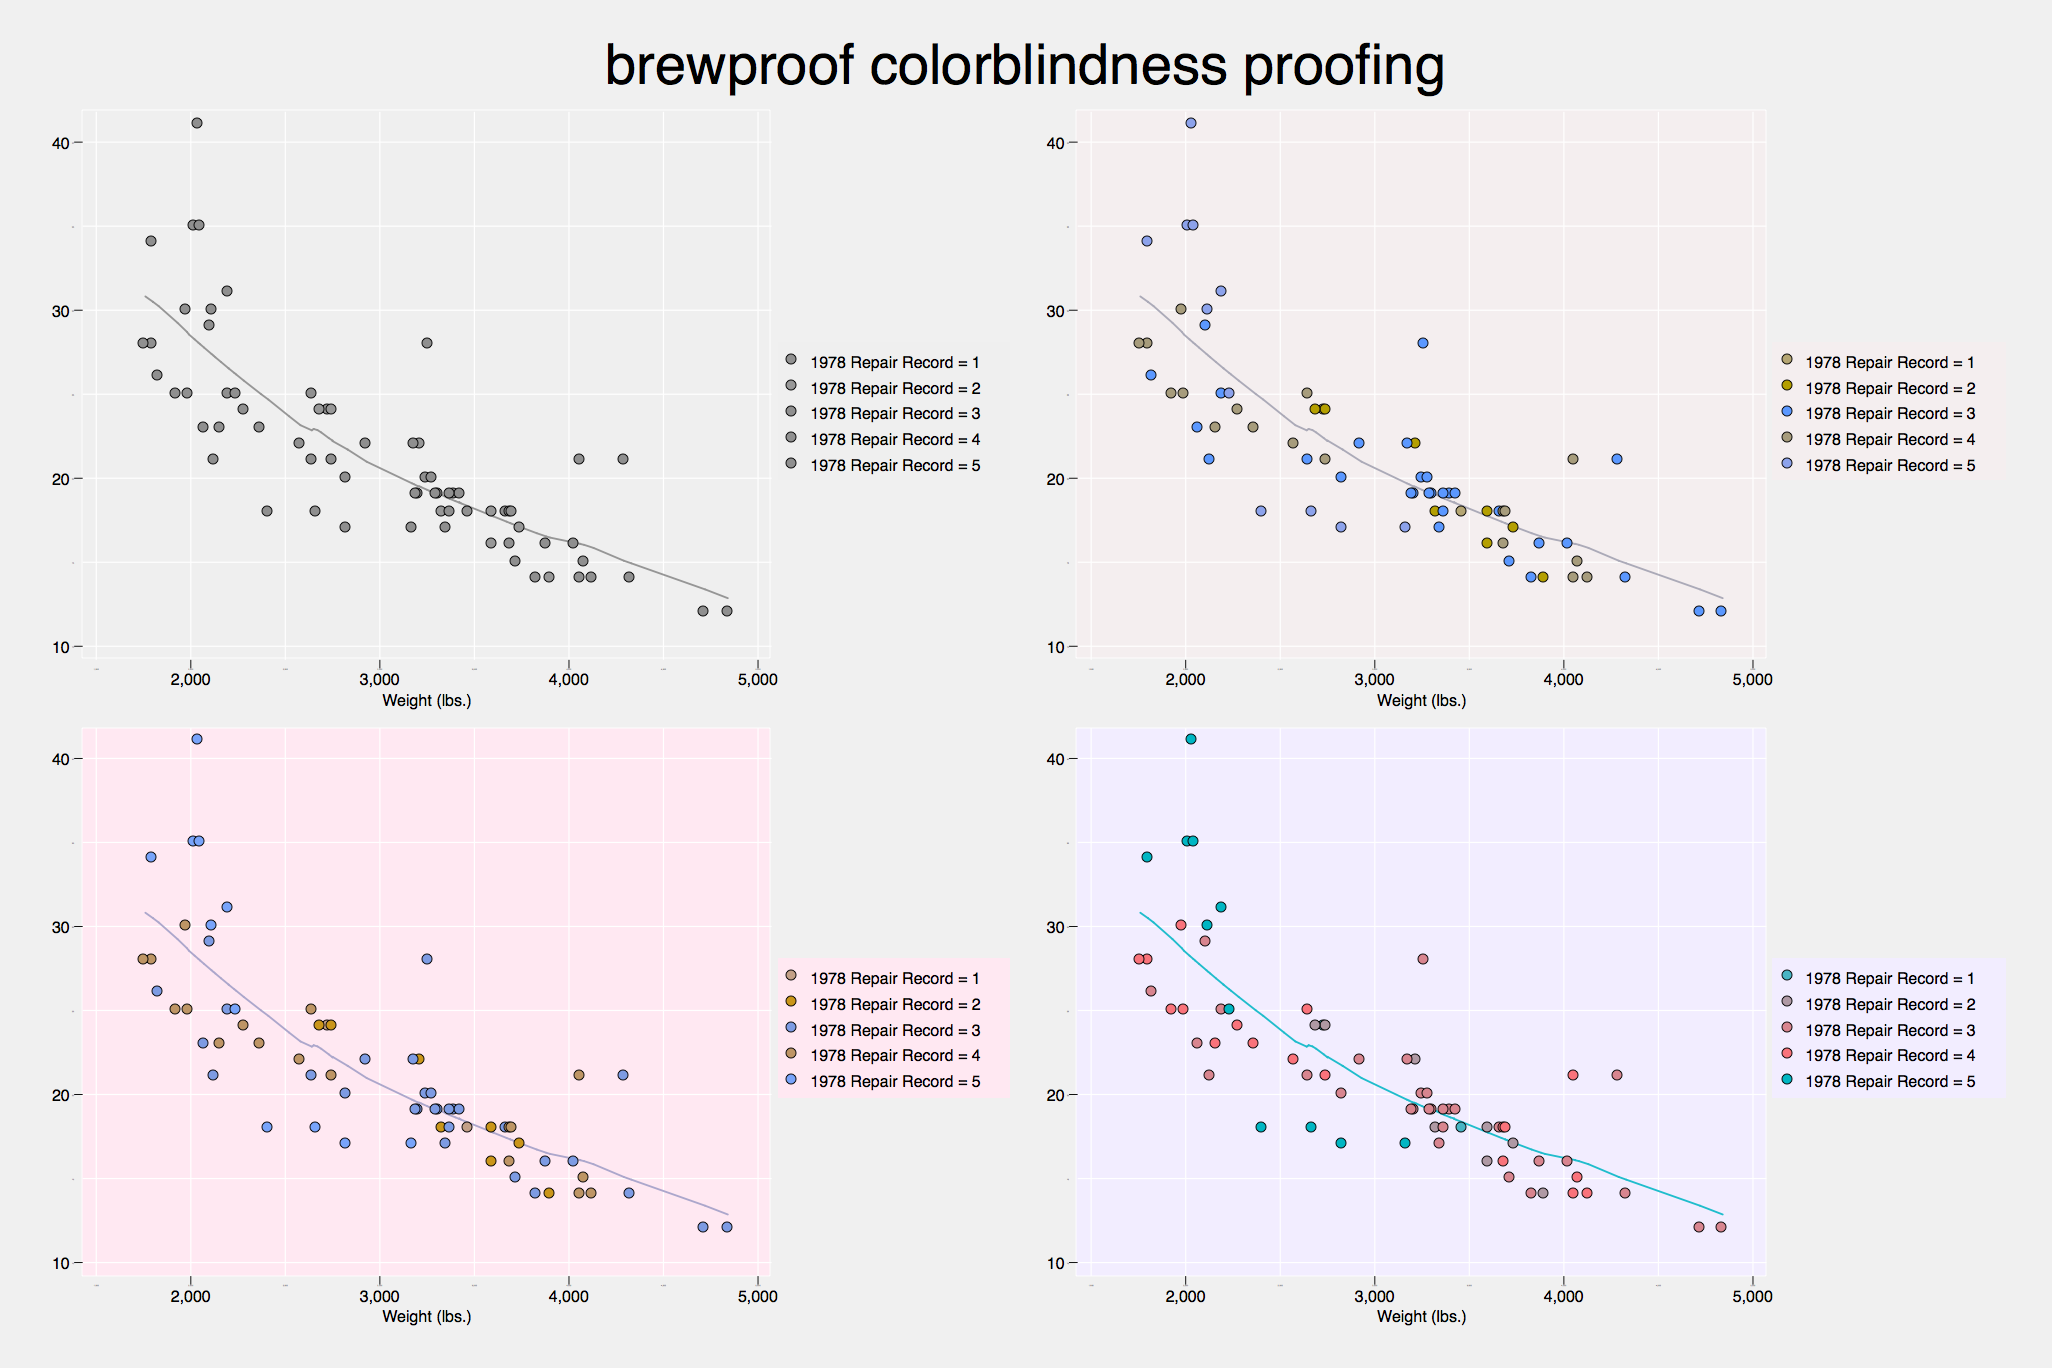 brewproof colorblindness proofing
40
30
20
10
2,000 3,000 4,000 5,000
Weight (lbs.)
1978 Repair Record = 1
1978 Repair Record = 2
1978 Repair Record = 3
1978 Repair Record = 4
1978 Repair Record = 5
40
30
20
10
2,000 3,000 4,000 5,000
Weight (lbs.)
1978 Repair Record = 1
1978 Repair Record = 2
1978 Repair Record = 3
1978 Repair Record = 4
1978 Repair Record = 5
40
30
20
10
2,000 3,000 4,000 5,000
Weight (lbs.)
1978 Repair Record = 1
1978 Repair Record = 2
1978 Repair Record = 3
1978 Repair Record = 4
1978 Repair Record = 5
40
30
20
10
2,000 3,000 4,000 5,000
Weight (lbs.)
1978 Repair Record = 1
1978 Repair Record = 2
1978 Repair Record = 3
1978 Repair Record = 4
1978 Repair Record = 5